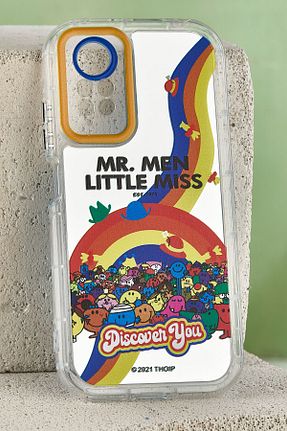 MR. MEN
LITTLE MISS
Discover You
© 2021 THOIP